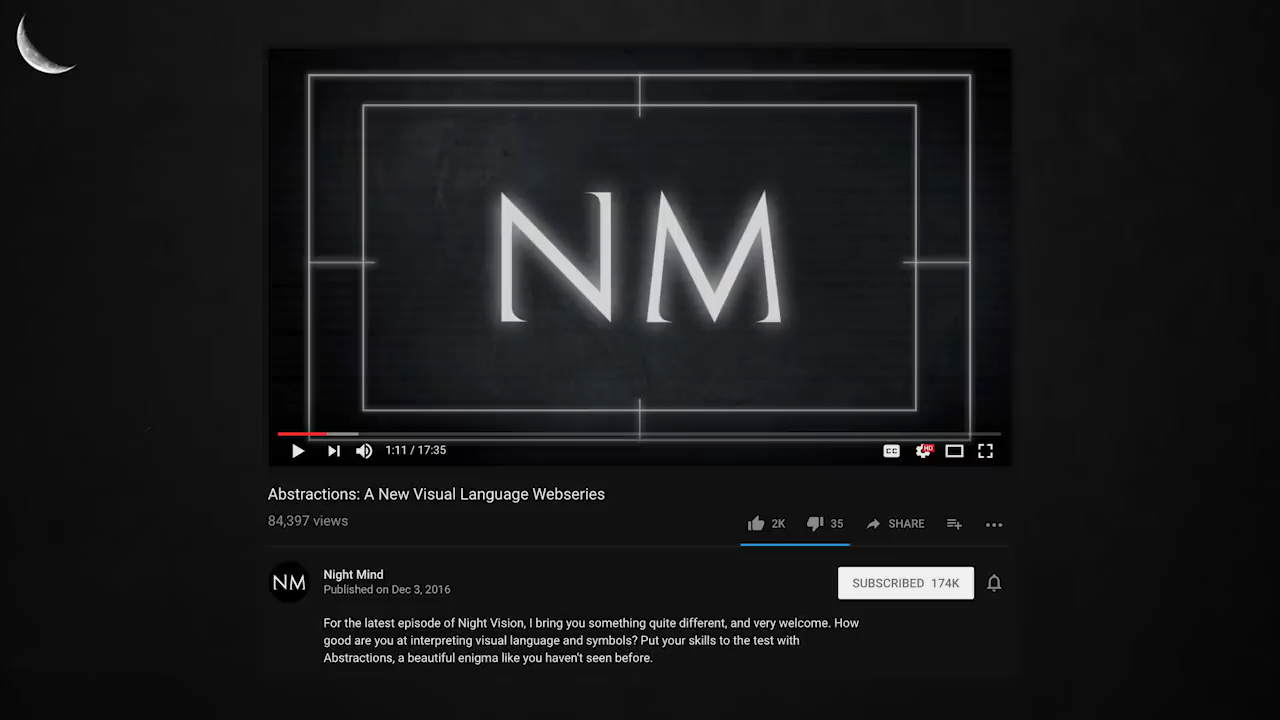 NM
1:11 / 17:35
CC
HD
Abstractions: A New Visual Language Webseries
84,397 views
2K
35
SHARE
NM
Night Mind
Published on Dec 3, 2016
SUBSCRIBED 174K
For the latest episode of Night Vision, I bring you something quite different, and very welcome. How
good are you at interpreting visual language and symbols? Put your skills to the test with
Abstractions, a beautiful enigma like you haven't seen before.